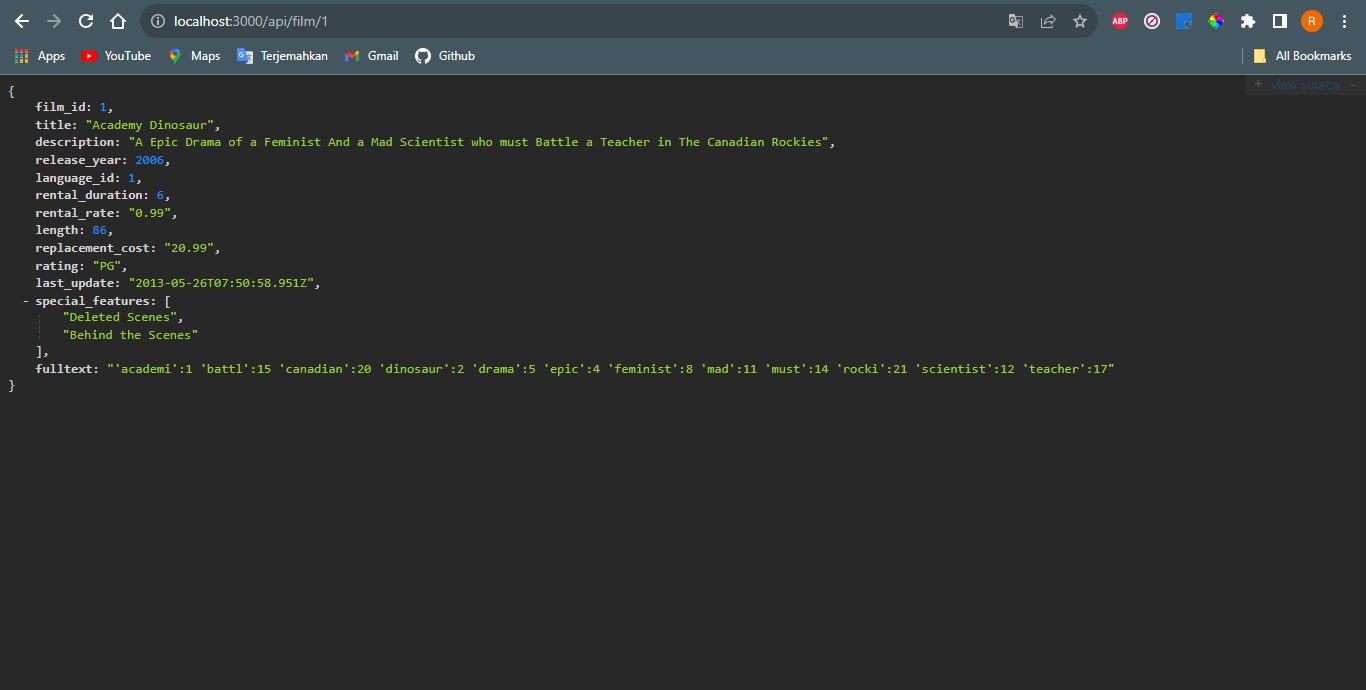 localhost:3000/api/film/1
ABP
R
Apps YouTube Maps Terjemahkan Gmail Github All Bookmarks
+ view source -
{
film_id: 1,
title: "Academy Dinosaur",
description: "A Epic Drama of a Feminist And a Mad Scientist who must Battle a Teacher in The Canadian Rockies",
release_year: 2006,
language_id: 1,
rental_duration: 6,
rental_rate: "0.99",
length: 86,
replacement_cost: "20.99",
rating: "PG",
last_update: "2013-05-26T07:50:58.951Z",
- special_features: [
"Deleted Scenes",
"Behind the Scenes"
],
fulltext: "'academi':1 'battl':15 'canadian':20 'dinosaur':2 'drama':5 'epic':4 'feminist':8 'mad':11 'must':14 'rocki':21 'scientist':12 'teacher':17"
}